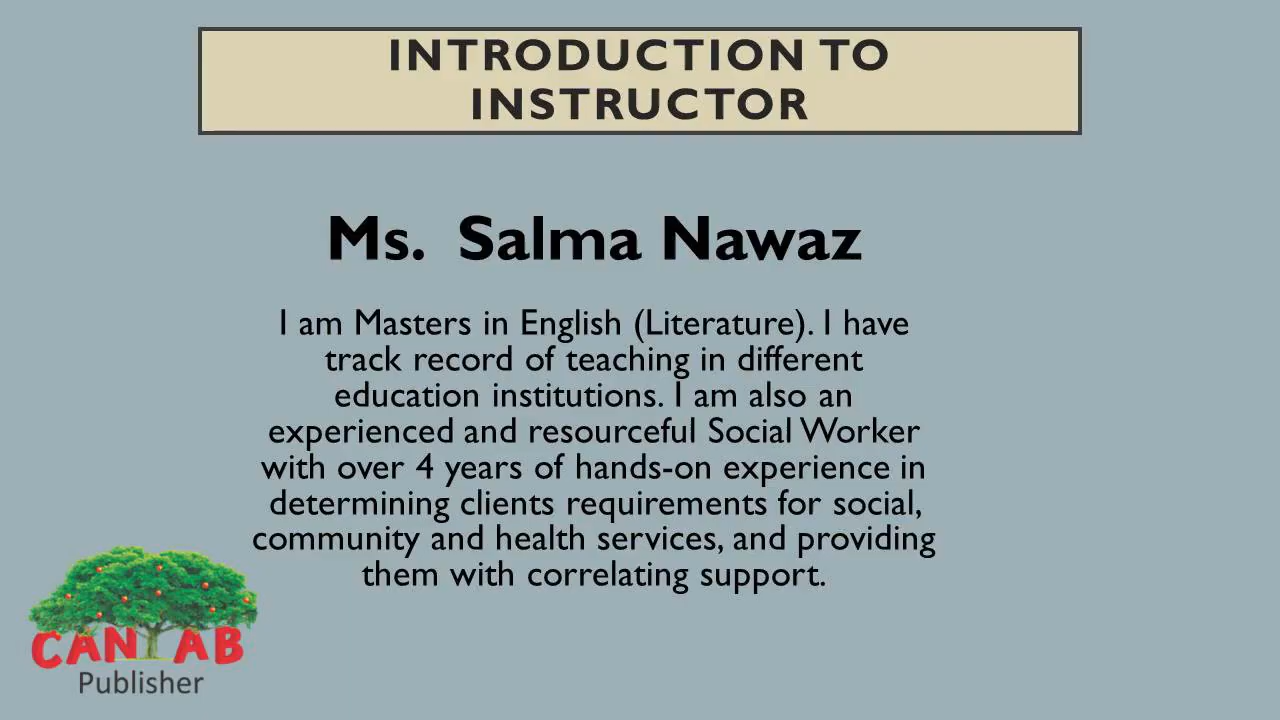 INTRODUCTION TO
INSTRUCTOR
Ms. Salma Nawaz
I am Masters in English (Literature). I have
track record of teaching in different
education institutions. I am also an
experienced and resourceful Social Worker
with over 4 years of hands-on experience in
determining clients requirements for social,
community and health services, and providing
them with correlating support.
CANTAB
Publisher